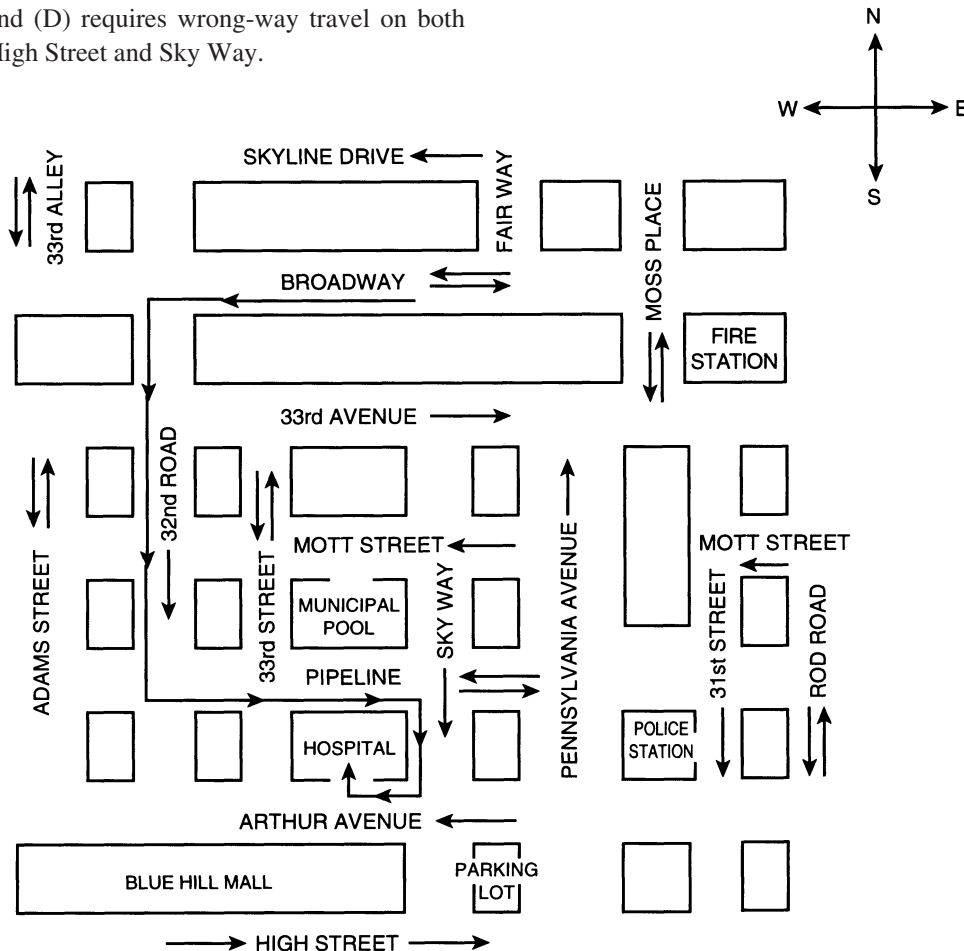 nd (D) requires wrong-way travel on both
High Street and Sky Way.
N
W
E
S
SKYLINE DRIVE
33rd ALLEY
FAIR WAY
MOSS PLACE
BROADWAY
FIRE
STATION
33rd AVENUE
32nd ROAD
ADAMS STREET
33rd STREET
MOTT STREET
PENNSYLVANIA AVENUE
MOTT STREET
MUNICIPAL
POOL
SKY WAY
31st STREET
ROD ROAD
PIPELINE
HOSPITAL
POLICE
STATION
ARTHUR AVENUE
BLUE HILL MALL
PARKING
LOT
HIGH STREET